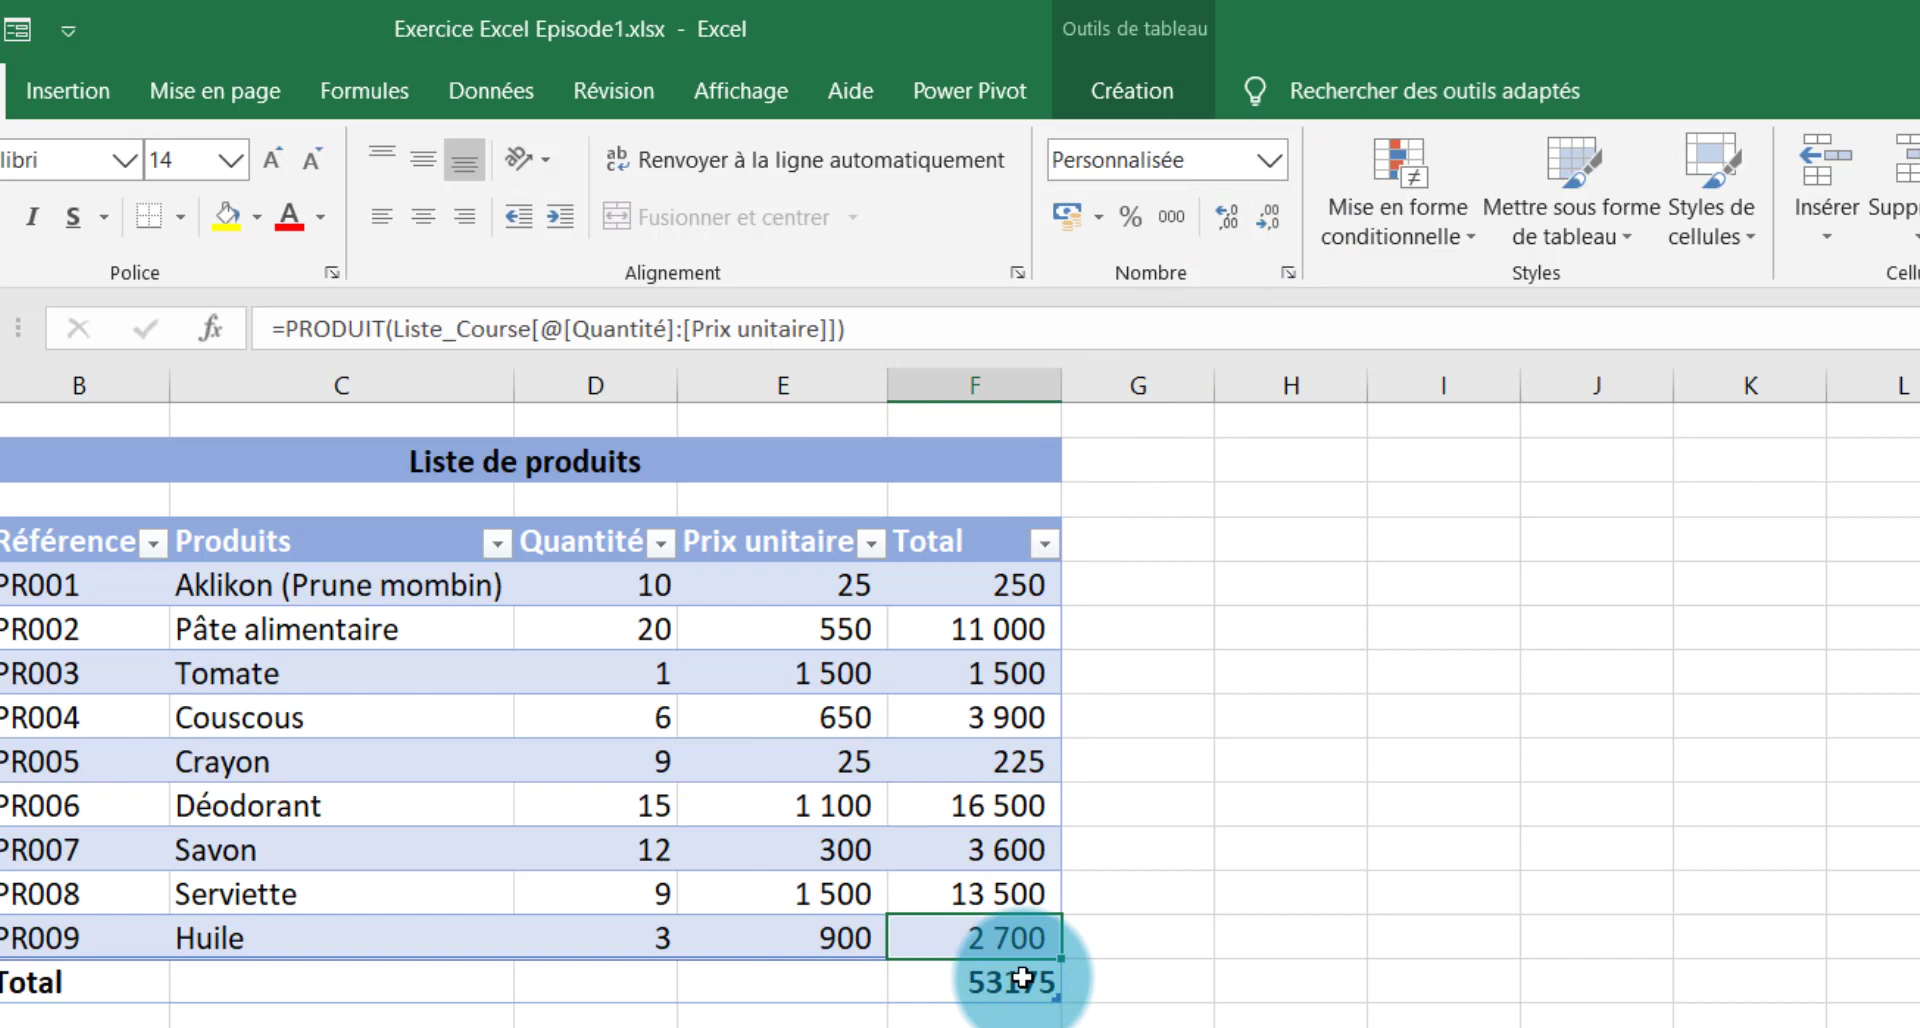 Exercice Excel Episode1.xlsx - Excel
Outils de tableau
Insertion Mise en page Formules Données Révision Affichage Aide Power Pivot Création Rechercher des outils adaptés
libri 14 Renvoyer à la ligne automatiquement Personnalisée
Fusionner et centrer % 000
Mise en forme conditionnelle
Mettre sous forme de tableau
Styles de cellules
Insérer Supp
Police Alignement Nombre Styles Cellu
fx =PRODUIT(Liste_Course[@[Quantité]:[Prix unitaire]])
B C D E F G H I J K L
Liste de produits
Référence Produits Quantité Prix unitaire Total
PR001 Aklikon (Prune mombin) 10 25 250
PR002 Pâte alimentaire 20 550 11 000
PR003 Tomate 1 1 500 1 500
PR004 Couscous 6 650 3 900
PR005 Crayon 9 25 225
PR006 Déodorant 15 1 100 16 500
PR007 Savon 12 300 3 600
PR008 Serviette 9 1 500 13 500
PR009 Huile 3 900 2 700
Total 53175